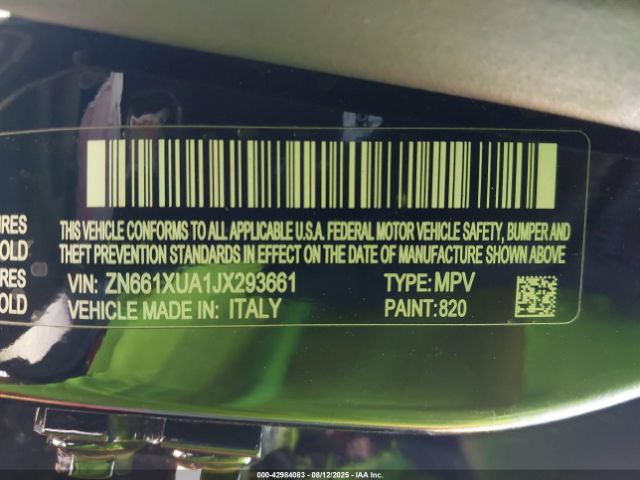 URES
OLD
RES
OLD
THIS VEHICLE CONFORMS TO ALL APPLICABLE U.S.A. FEDERAL MOTOR VEHICLE SAFETY, BUMPER AND
THEFT PREVENTION STANDARDS IN EFFECT ON THE DATE OF MANUFACTURE SHOWN ABOVE
VIN: ZN661XUA1JX293661 TYPE: MPV
VEHICLE MADE IN: ITALY PAINT: 820
000-42984083 - 08/12/2025 - IAA Inc.